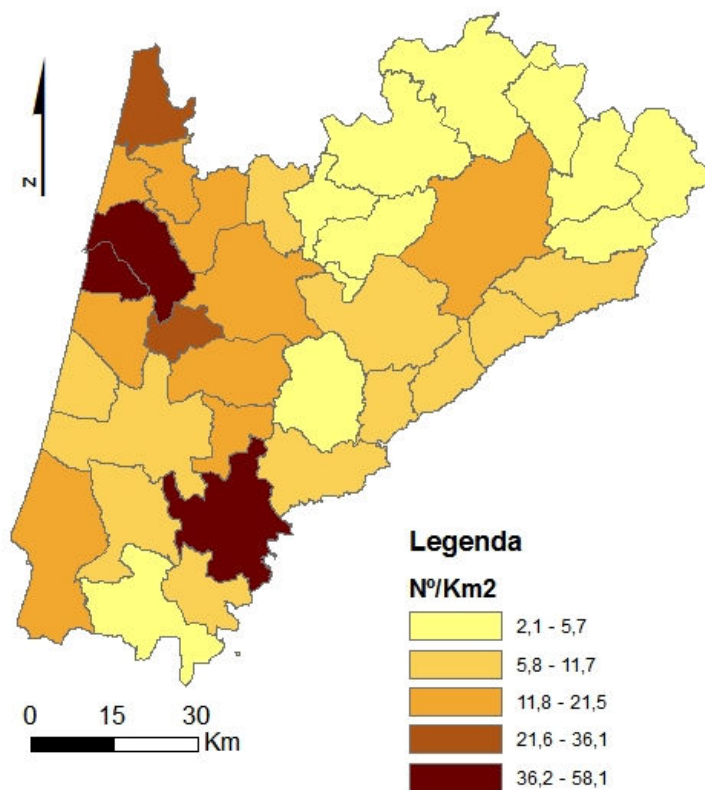 N
Legenda
Nº/Km2
2,1 - 5,7
5,8 - 11,7
11,8 - 21,5
21,6 - 36,1
36,2 - 58,1
0 15 30
Km